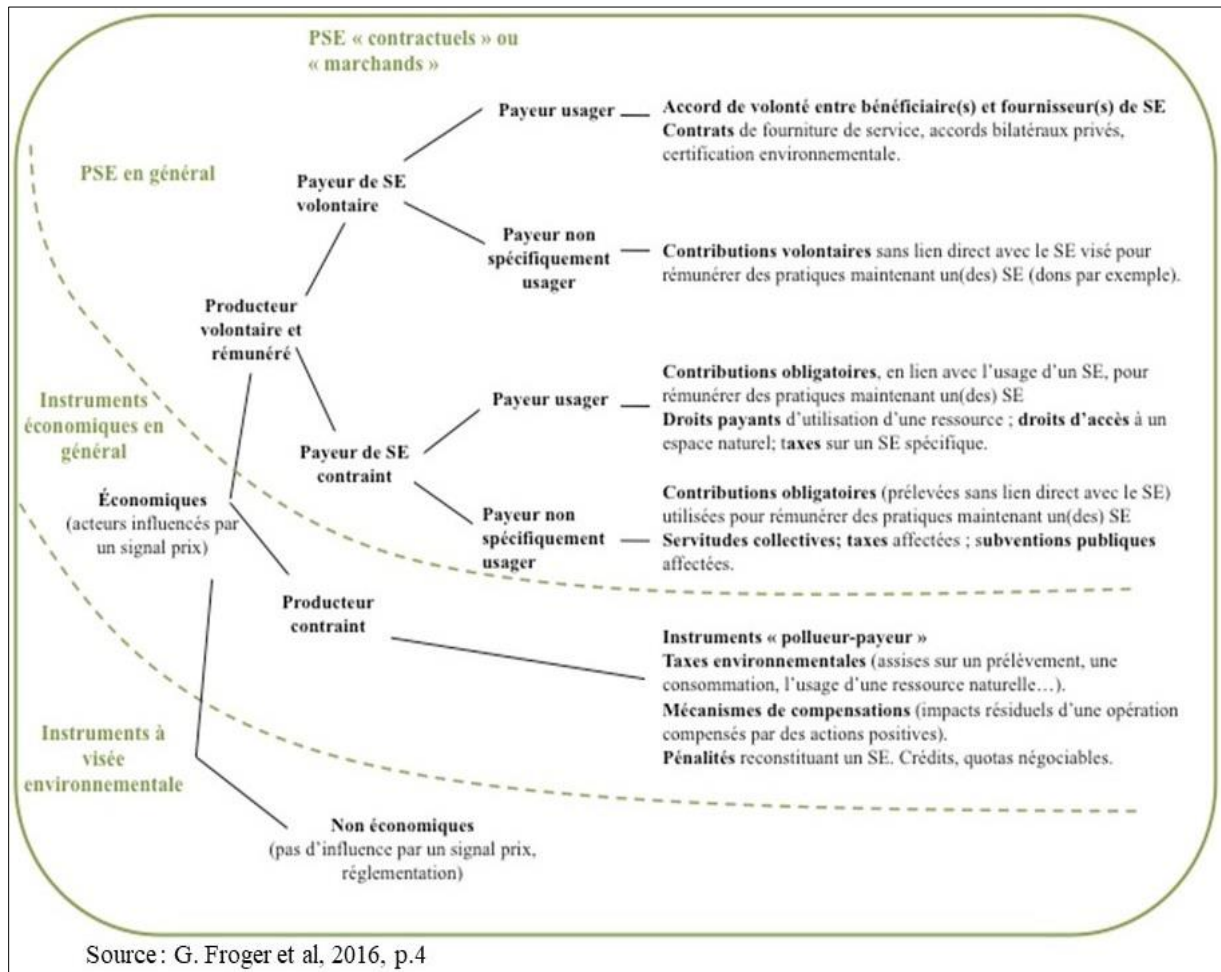 PSE « contractuels » ou
« marchands »
Payeur usager
Accord de volonté entre bénéficiaire(s) et fournisseur(s) de SE
Contrats de fourniture de service, accords bilatéraux privés,
certification environnementale.
PSE en général
Payeur de SE
volontaire
Payeur non
spécifiquement
usager
Contributions volontaires sans lien direct avec le SE visé pour
rémunérer des pratiques maintenant un(des) SE (dons par exemple).
Producteur
volontaire et
rémunéré
Instruments
économiques en
général
Payeur usager
Contributions obligatoires, en lien avec l’usage d’un SE, pour
rémunérer des pratiques maintenant un(des) SE
Droits payants d’utilisation d’une ressource ; droits d’accès à un
espace naturel; taxes sur un SE spécifique.
Payeur de SE
contraint
Économiques
(acteurs influencés par
un signal prix)
Payeur non
spécifiquement
usager
Contributions obligatoires (prélevées sans lien direct avec le SE)
utilisées pour rémunérer des pratiques maintenant un(des) SE
Servitudes collectives; taxes affectées ; subventions publiques
affectées.
Producteur
contraint
Instruments « pollueur-payeur »
Taxes environnementales (assises sur un prélèvement, une
consommation, l’usage d’une ressource naturelle…).
Mécanismes de compensations (impacts résiduels d’une opération
compensés par des actions positives).
Pénalités reconstituant un SE. Crédits, quotas négociables.
Instruments à
visée
environnementale
Non économiques
(pas d’influence par un signal prix,
réglementation)
Source : G. Froger et al, 2016, p.4